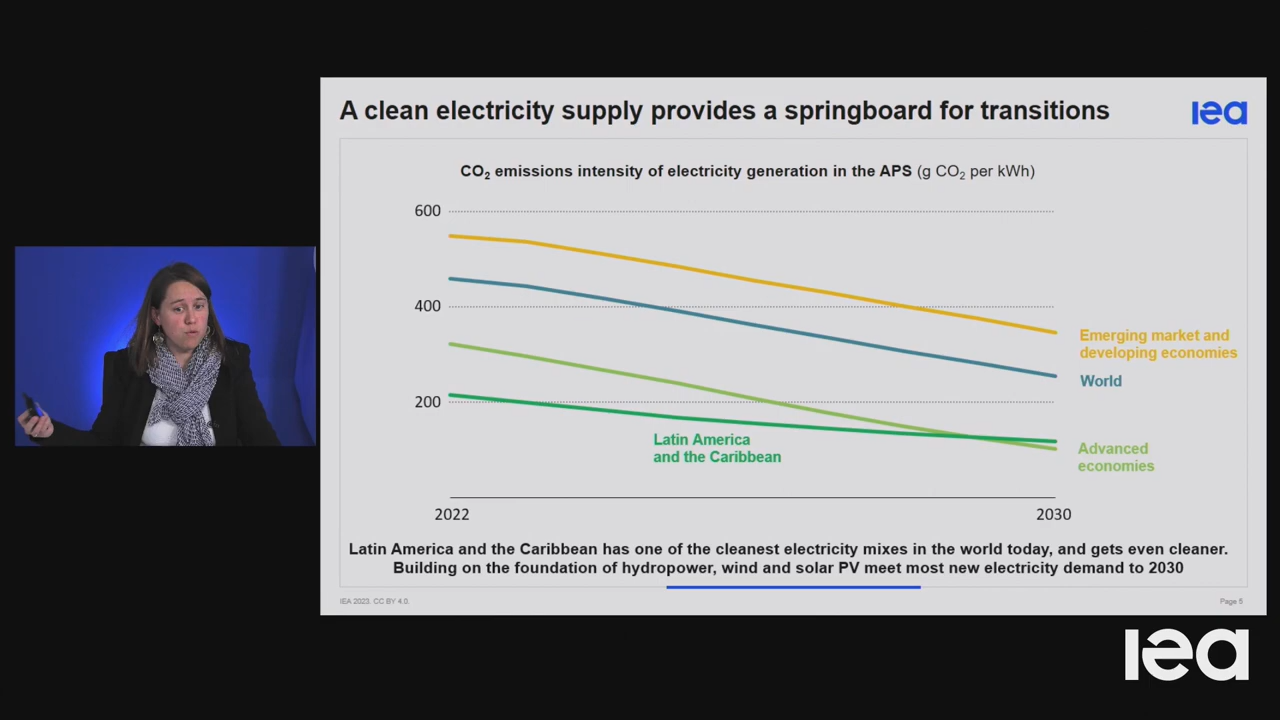 A clean electricity supply provides a springboard for transitions
iea
CO₂ emissions intensity of electricity generation in the APS (g CO₂ per kWh)
600
400
200
Emerging market and
developing economies
World
Latin America
and the Caribbean
Advanced
economies
2022
2030
Latin America and the Caribbean has one of the cleanest electricity mixes in the world today, and gets even cleaner.
Building on the foundation of hydropower, wind and solar PV meet most new electricity demand to 2030
IEA 2023. CC BY 4.0.
Page 5
iea